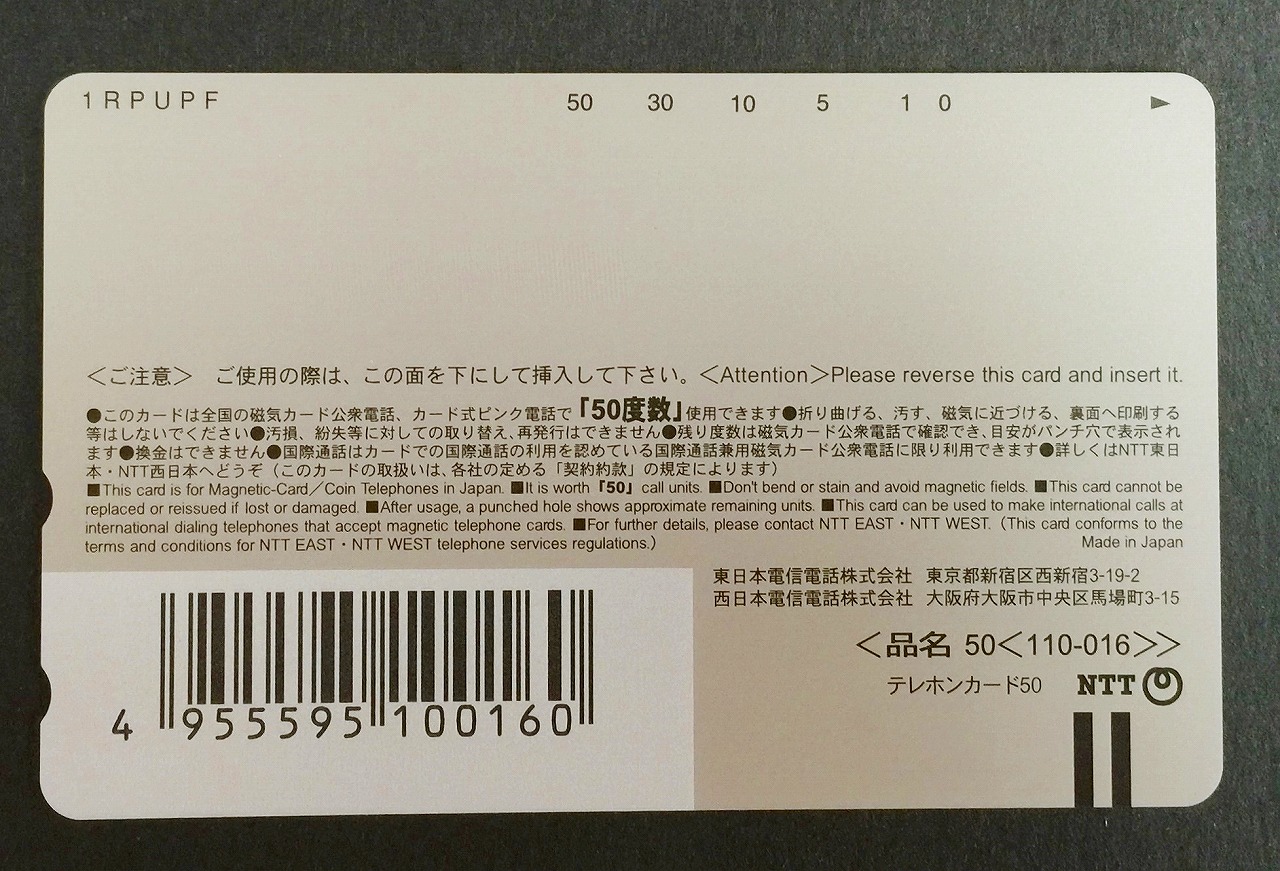 1RPUPF 50 30 10 5 1 0
<ご注意> ご使用の際は、この面を下にして挿入して下さい。<Attention>Please reverse this card and insert it.
●このカードは全国の磁気カード公衆電話、カード式ピンク電話で『50度数』使用できます●折り曲げる、汚す、磁気に近づける、裏面へ印刷する
等はしないでください●汚損、紛失等に対しての取り替え、再発行はできません●残り度数は磁気カード公衆電話で確認でき、目安がパンチ穴で表示され
ます●換金はできません●国際通話はカードでの国際通話の利用を認めている国際通話兼用磁気カード公衆電話に限り利用できます●詳しくはNTT東日
本・NTT西日本へどうぞ(このカードの取扱いは、各社の定める「契約約款」の規定によります)
■This card is for Magnetic-Card/Coin Telephones in Japan. ■It is worth『50』call units. ■Don't bend or stain and avoid magnetic fields. ■This card cannot be
replaced or reissued if lost or damaged. ■After usage, a punched hole shows approximate remaining units. ■This card can be used to make international calls at
international dialing telephones that accept magnetic telephone cards. ■For further details, please contact NTT EAST・NTT WEST.(This card conforms to the
terms and conditions for NTT EAST・NTT WEST telephone services regulations.) Made in Japan
東日本電信電話株式会社 東京都新宿区西新宿3-19-2
西日本電信電話株式会社 大阪府大阪市中央区馬場町3-15
<品名 50<110-016>>
テレホンカード50 NTT
4 955595 100160